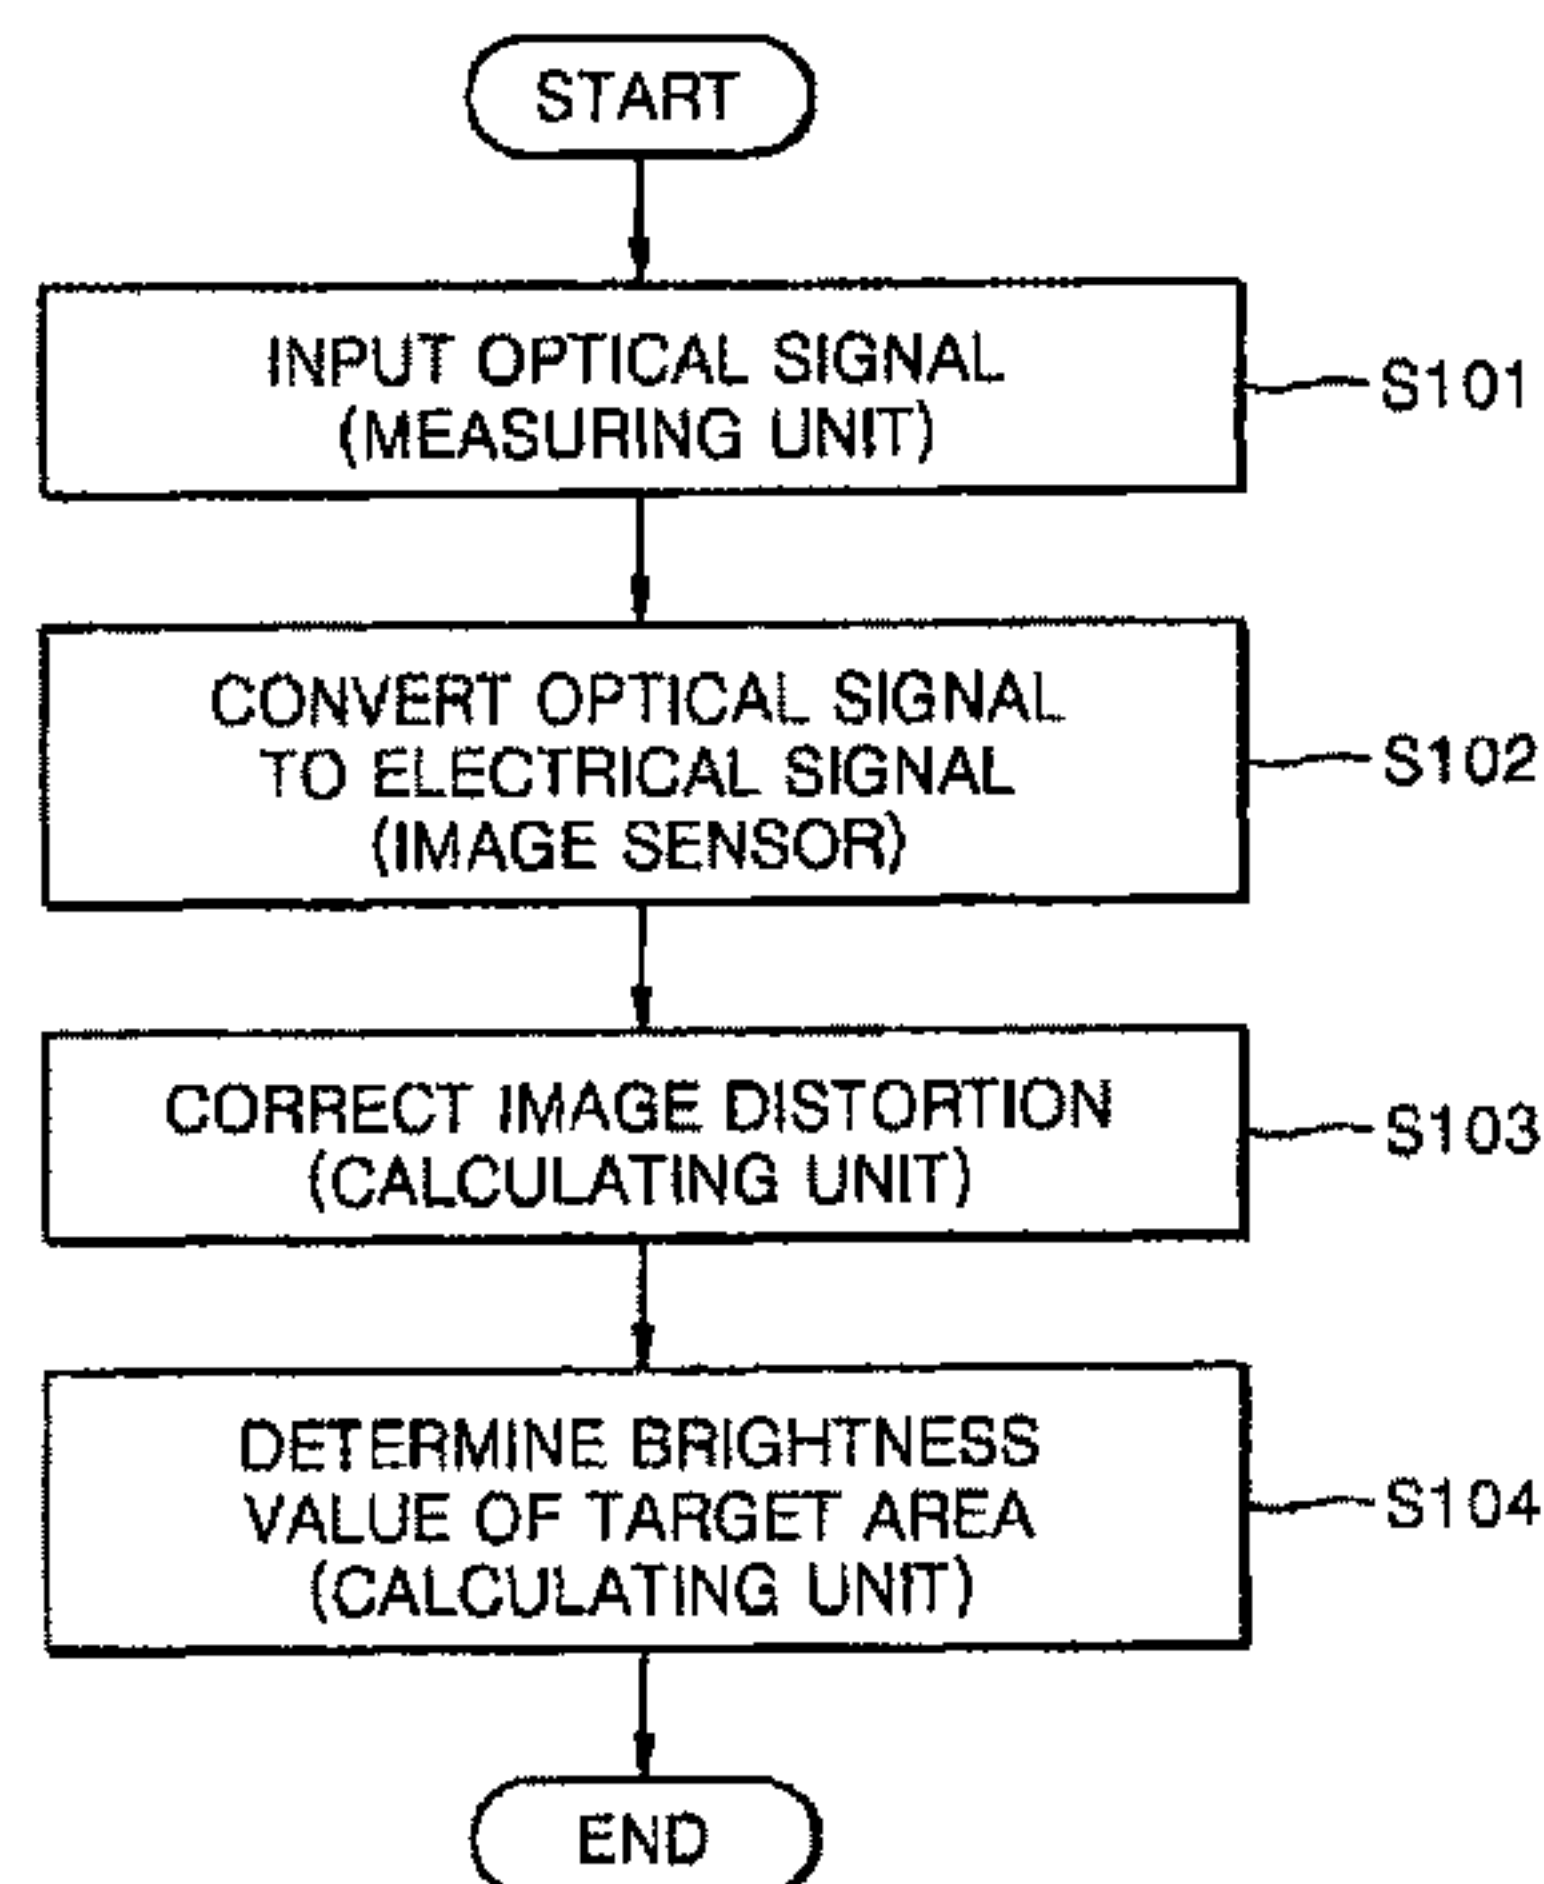 START
INPUT OPTICAL SIGNAL
(MEASURING UNIT)
S101
CONVERT OPTICAL SIGNAL
TO ELECTRICAL SIGNAL
(IMAGE SENSOR)
S102
CORRECT IMAGE DISTORTION
(CALCULATING UNIT)
S103
DETERMINE BRIGHTNESS
VALUE OF TARGET AREA
(CALCULATING UNIT)
S104
END